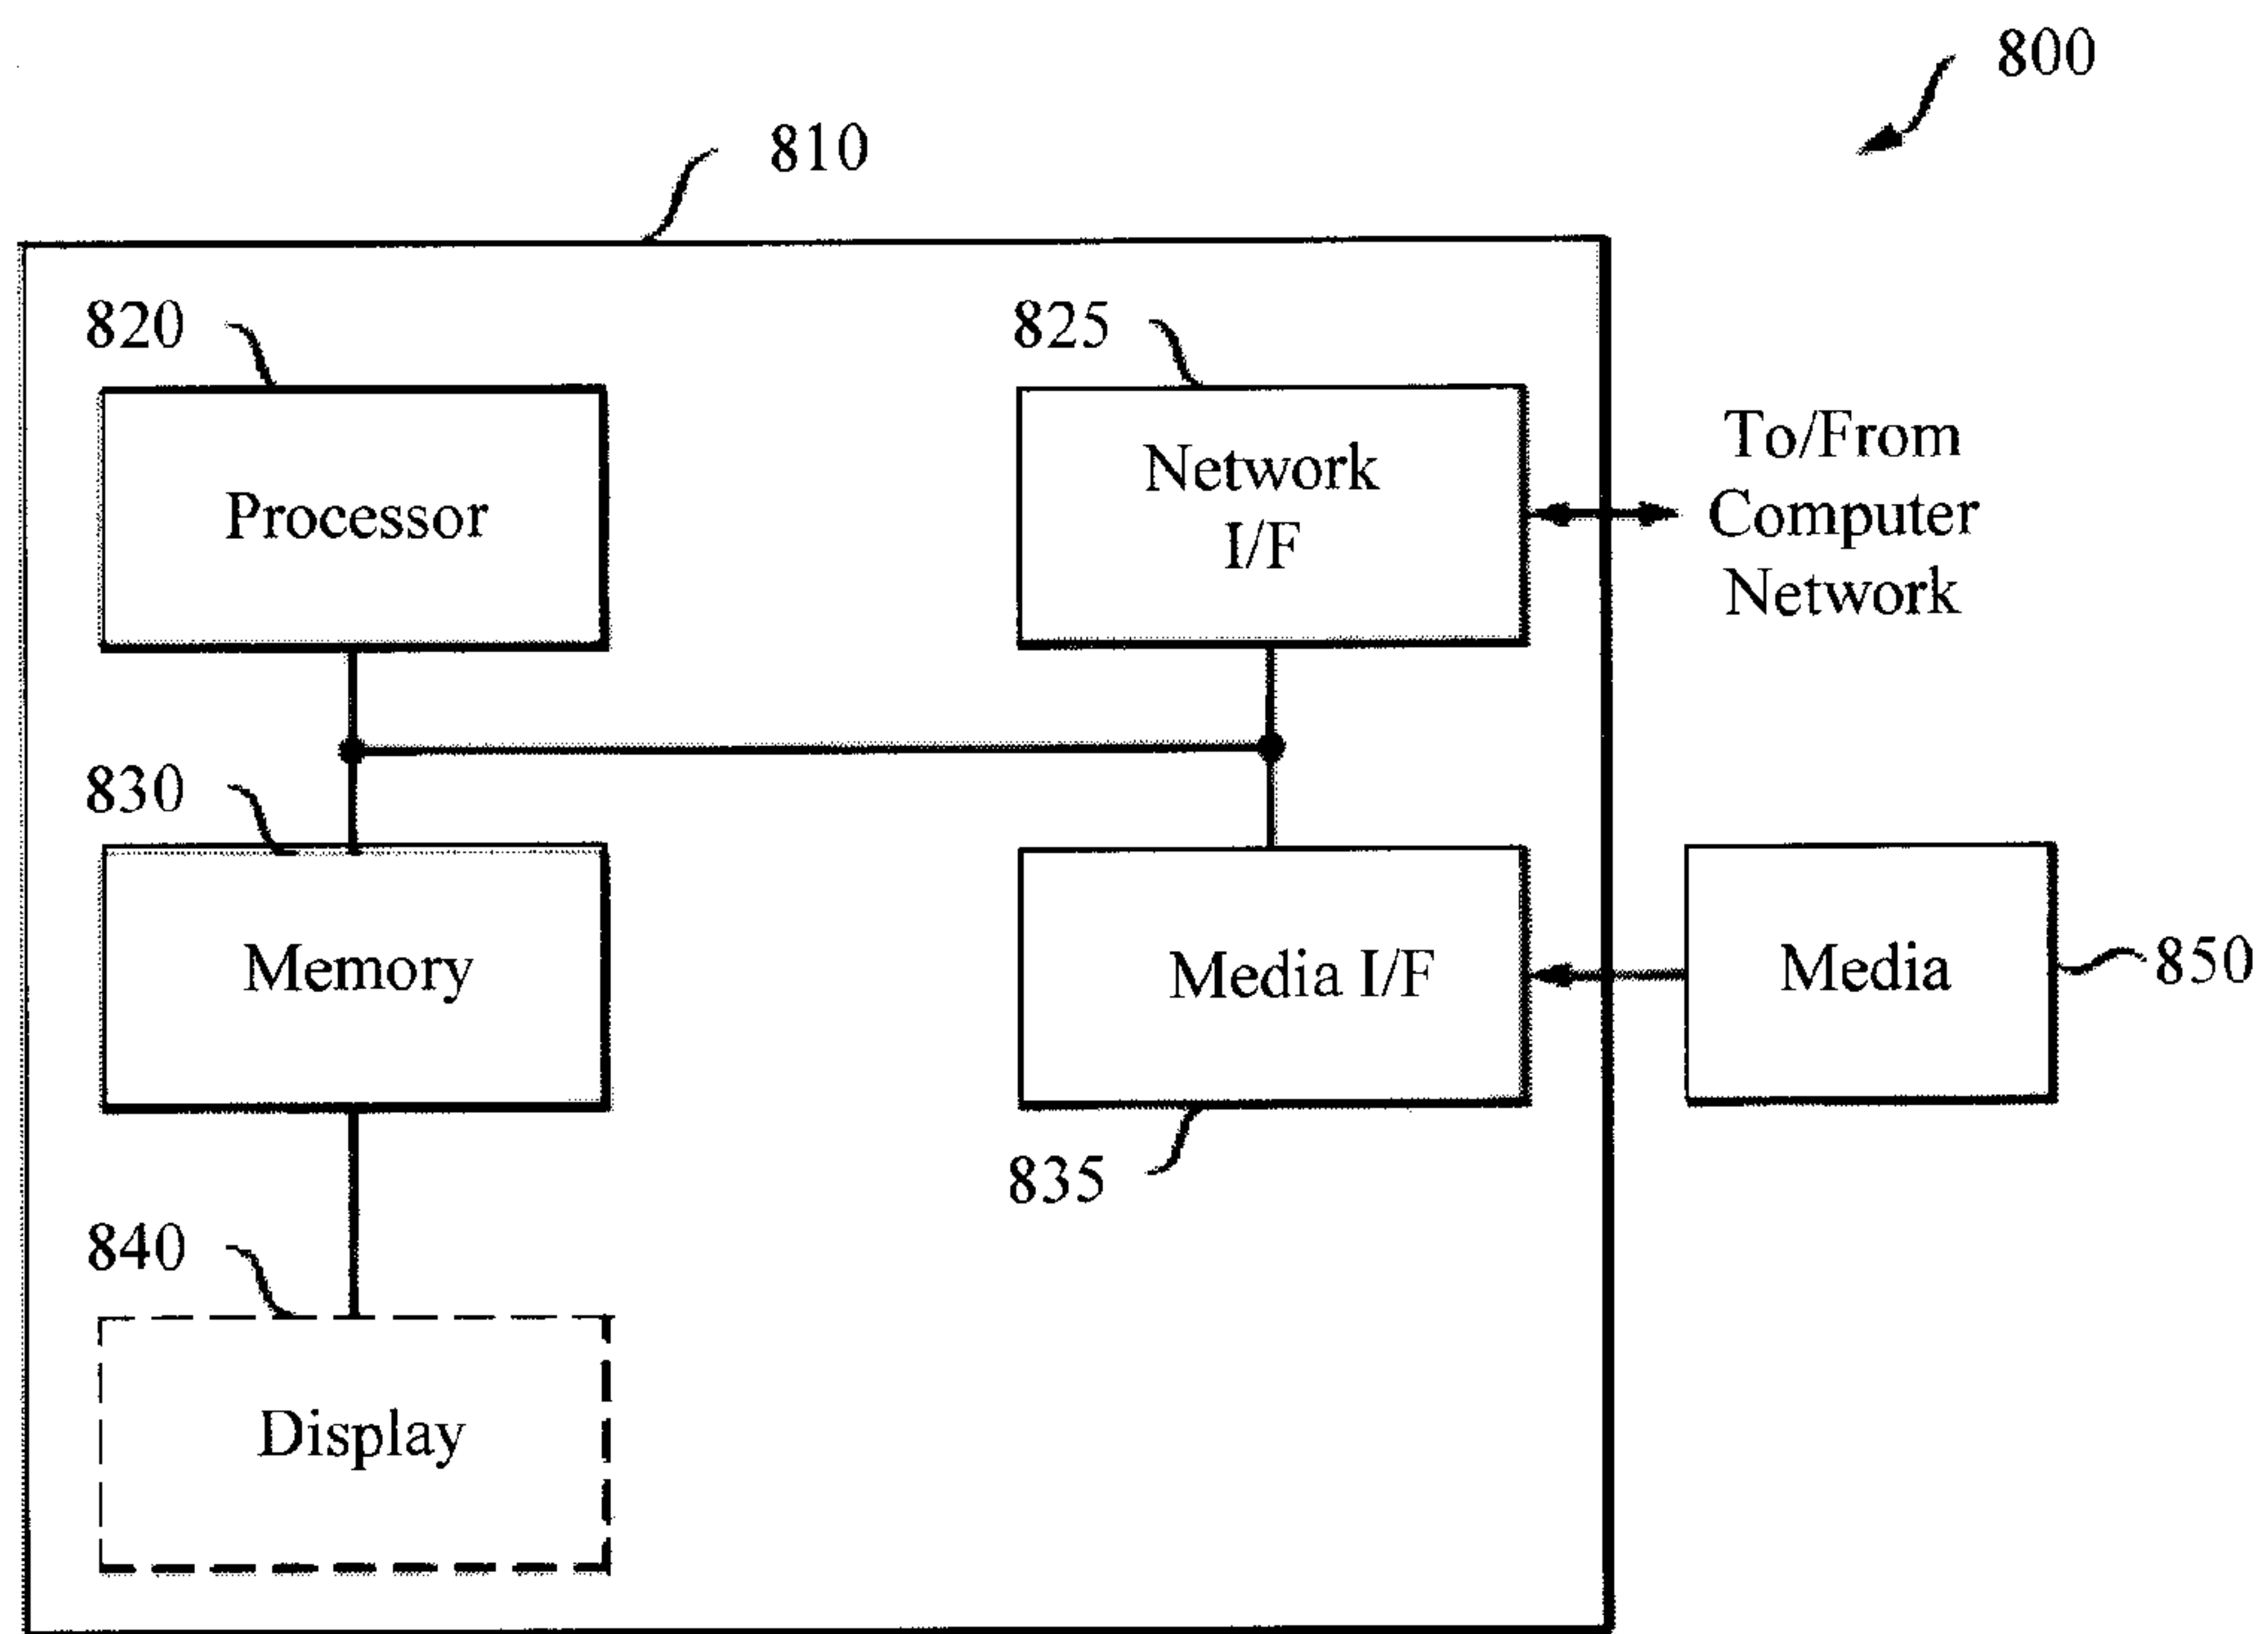 800
810
820
825
Processor
Network
I/F
To/From
Computer
Network
830
Memory
Media I/F
Media
850
835
840
Display